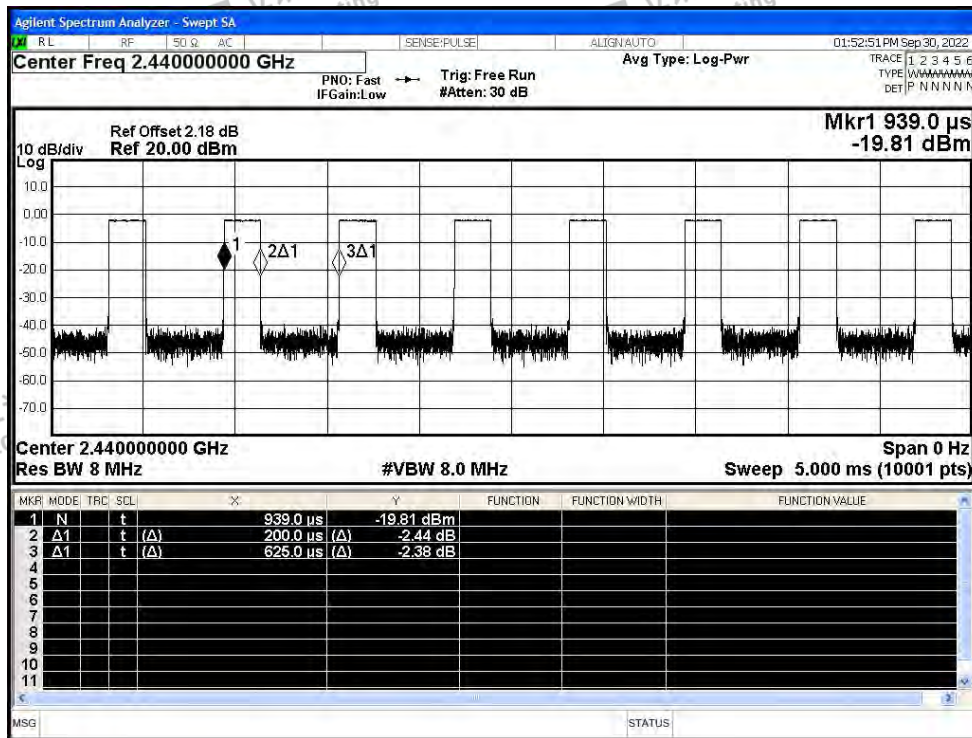 Agilent Spectrum Analyzer - Swept SA
RL RF 50 Ω AC SENSE:PULSE ALIGN AUTO 01:52:51 PM Sep 30, 2022
Center Freq 2.440000000 GHz
PNO: Fast
IFGain:Low
Trig: Free Run
#Atten: 30 dB
Avg Type: Log-Pwr
TRACE 1 2 3 4 5 6
TYPE
DET P N N N N N
Mkr1 939.0 µs
-19.81 dBm
Ref Offset 2.18 dB
10 dB/div Ref 20.00 dBm
Log
10.0
0.00
-10.0
-20.0
-30.0
-40.0
-50.0
-60.0
-70.0
1 2Δ1 3Δ1
Center 2.440000000 GHz Span 0 Hz
Res BW 8 MHz #VBW 8.0 MHz Sweep 5.000 ms (10001 pts)
MKR MODE TRC SCL X Y FUNCTION FUNCTION WIDTH FUNCTION VALUE
1 N t 939.0 µs -19.81 dBm
2 Δ1 t (Δ) 200.0 µs (Δ) -2.44 dB
3 Δ1 t (Δ) 625.0 µs (Δ) -2.38 dB
4
5
6
7
8
9
10
11
MSG STATUS